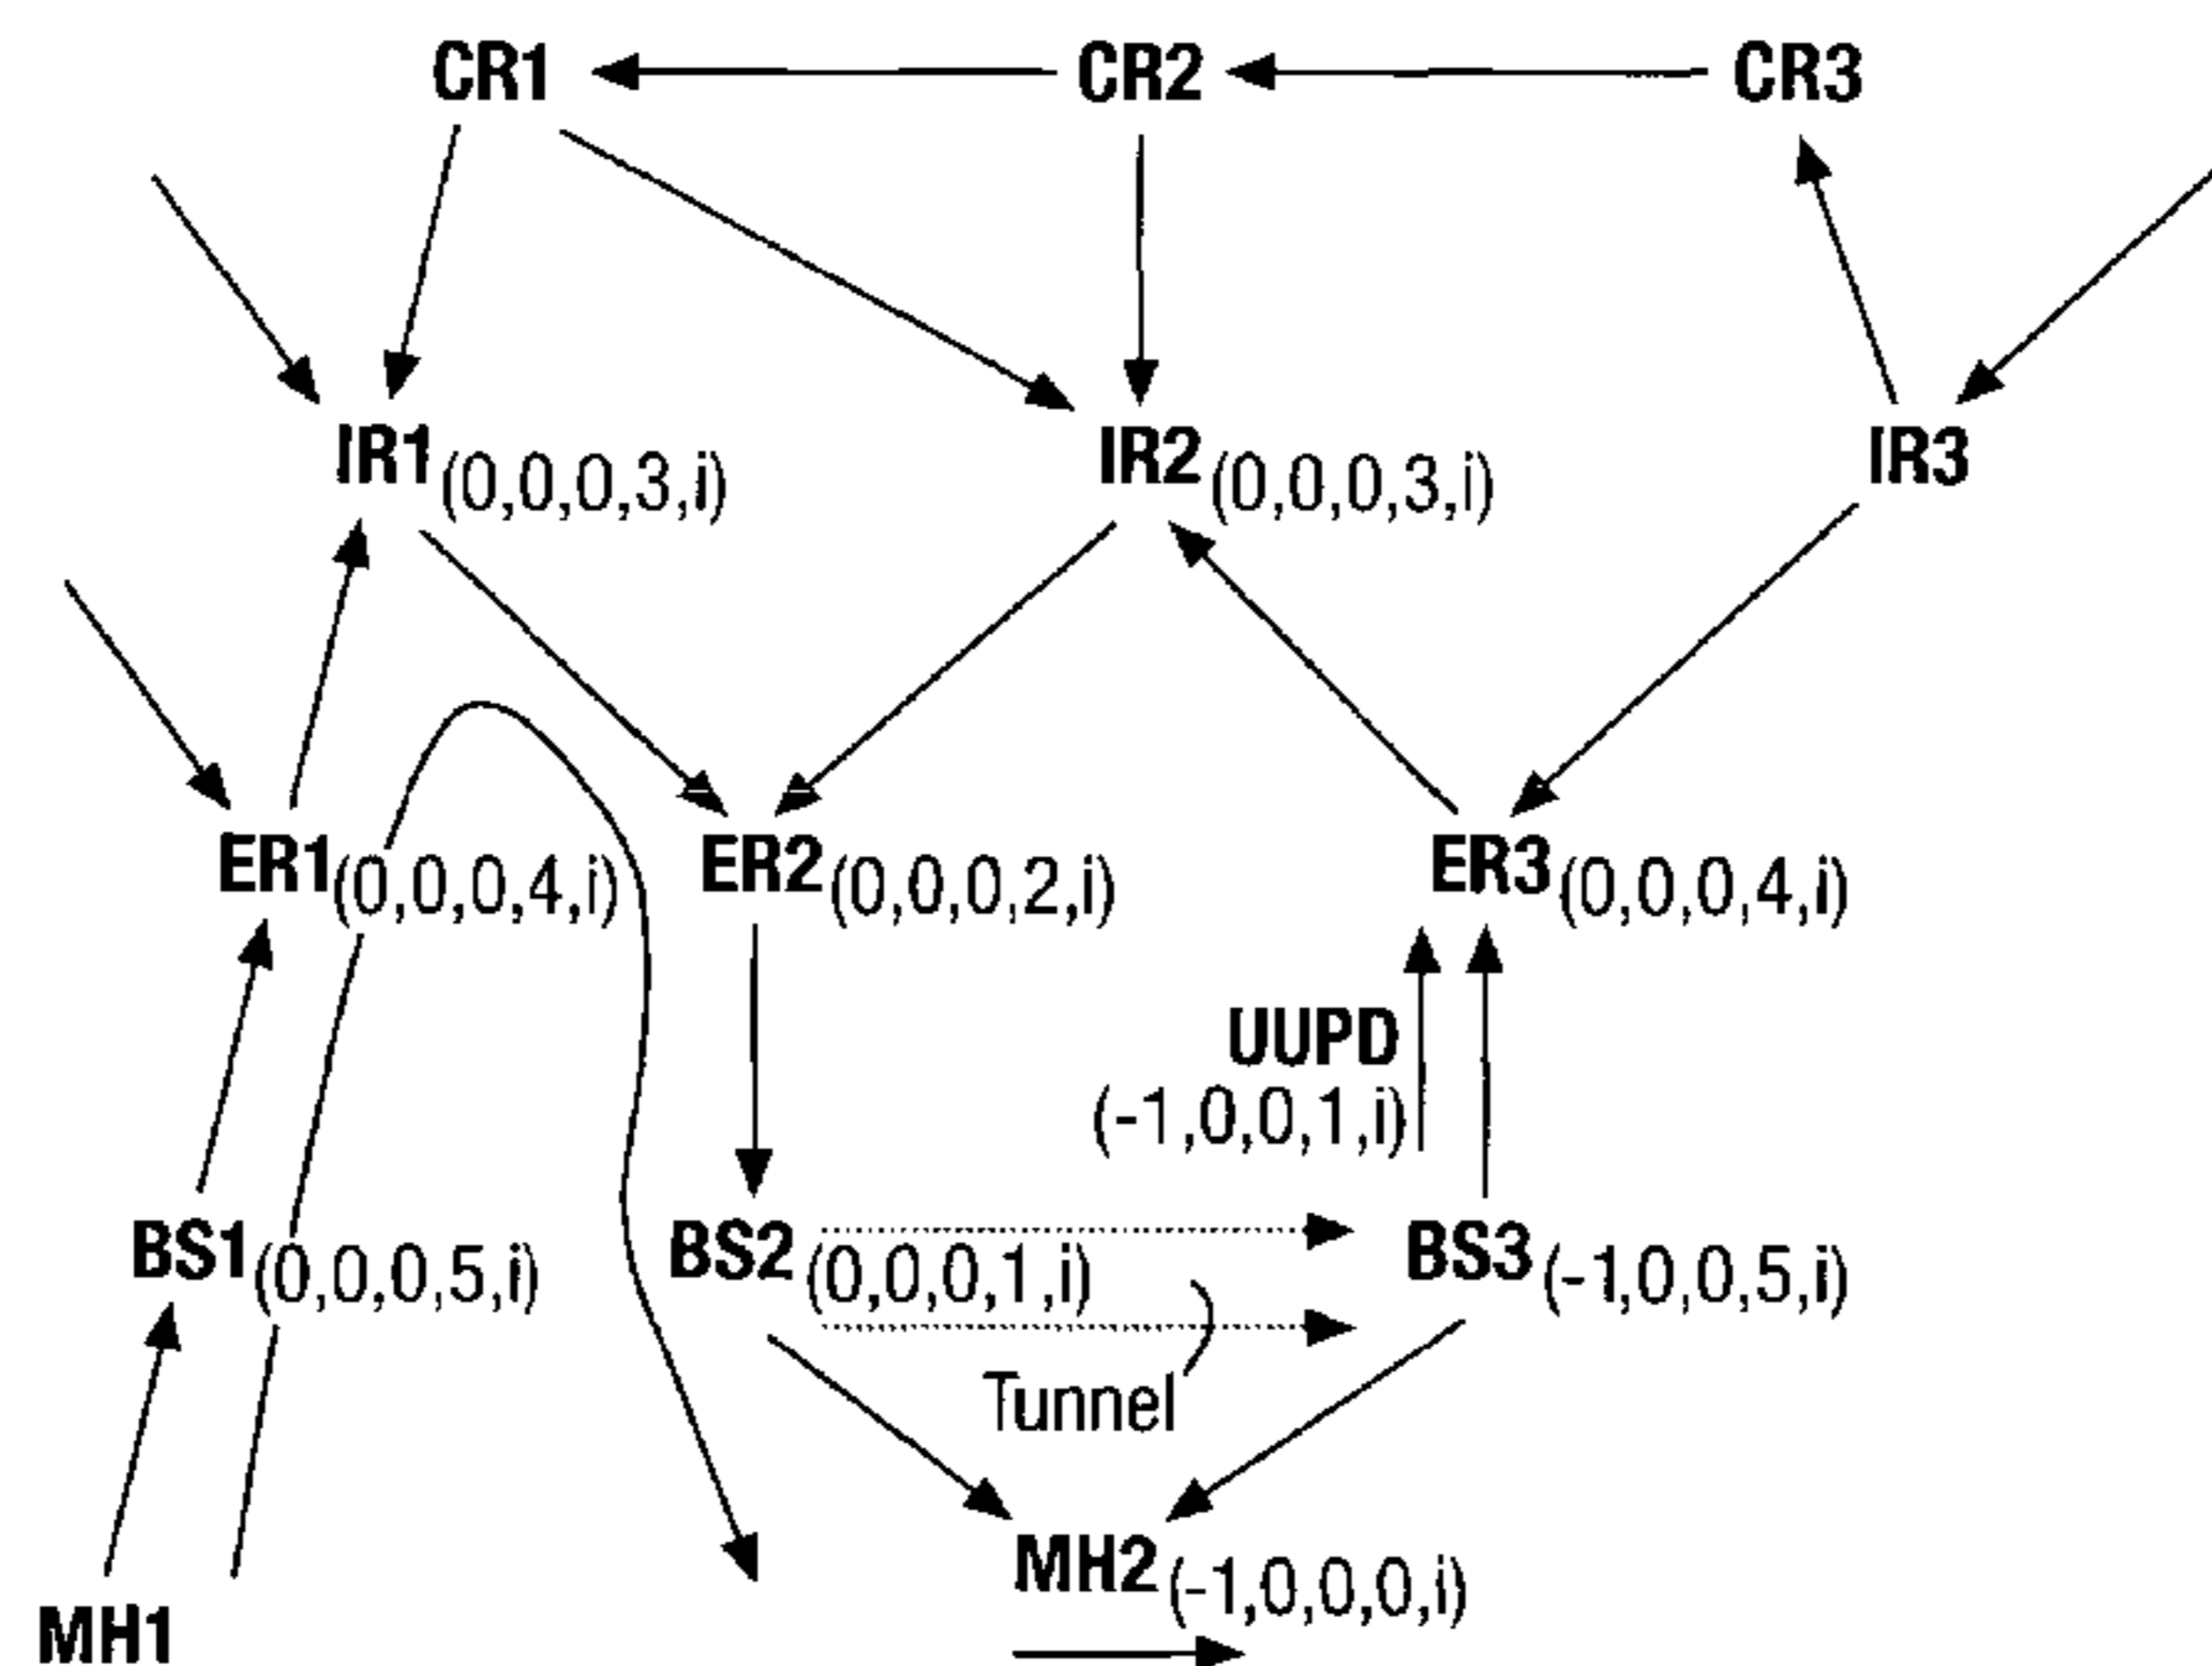 CR1 CR2 CR3
IR1(0,0,0,3,i) IR2(0,0,0,3,i) IR3
ER1(0,0,0,4,i) ER2(0,0,0,2,i) ER3(0,0,0,4,i)
UUPD
(-1,0,0,1,i)
BS1(0,0,0,5,i) BS2(0,0,0,1,i) BS3(-1,0,0,5,i)
Tunnel
MH2(-1,0,0,0,i)
MH1